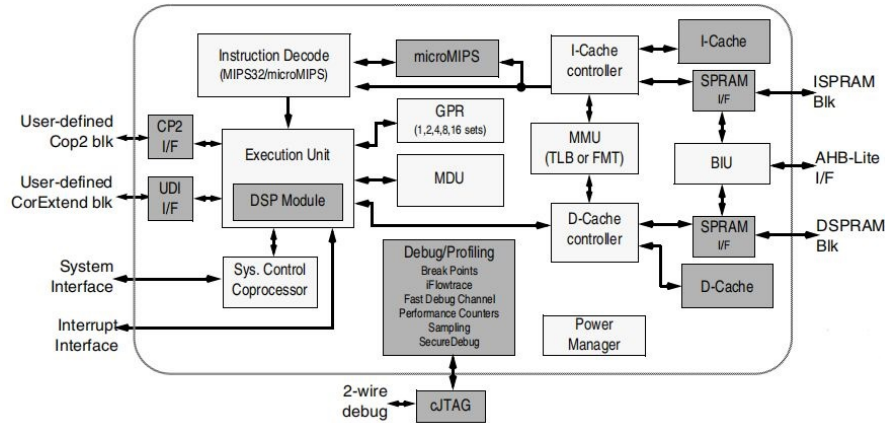 Instruction Decode
(MIPS32/microMIPS)
microMIPS
I-Cache
controller
I-Cache
SPRAM
I/F
ISPRAM
Blk
User-defined
Cop2 blk
CP2
I/F
Execution Unit
GPR
(1,2,4,8,16 sets)
MMU
(TLB or FMT)
BIU
AHB-Lite
I/F
User-defined
CorExtend blk
UDI
I/F
DSP Module
MDU
D-Cache
controller
SPRAM
I/F
DSPRAM
Blk
System
Interface
Sys. Control
Coprocessor
Debug/Profiling
Break Points
iFlowtrace
Fast Debug Channel
Performance Counters
Sampling
SecureDebug
D-Cache
Interrupt
Interface
Power
Manager
2-wire
debug
cJTAG